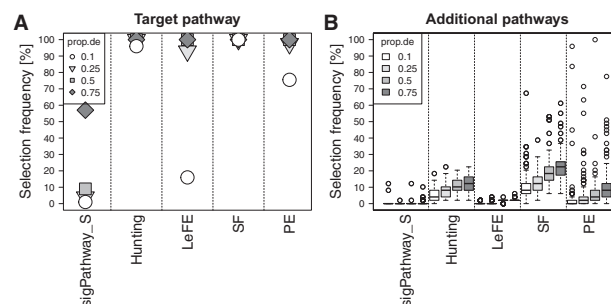 A
Target pathway
Selection frequency [%]
100
90
80
70
60
50
40
30
20
10
0
prop.de
0.1
0.25
0.5
0.75
sigPathway_S
Hunting
LeFE
SF
PE
B
Additional pathways
Selection frequency [%]
100
90
80
70
60
50
40
30
20
10
0
prop.de
0.1
0.25
0.5
0.75
sigPathway_S
Hunting
LeFE
SF
PE